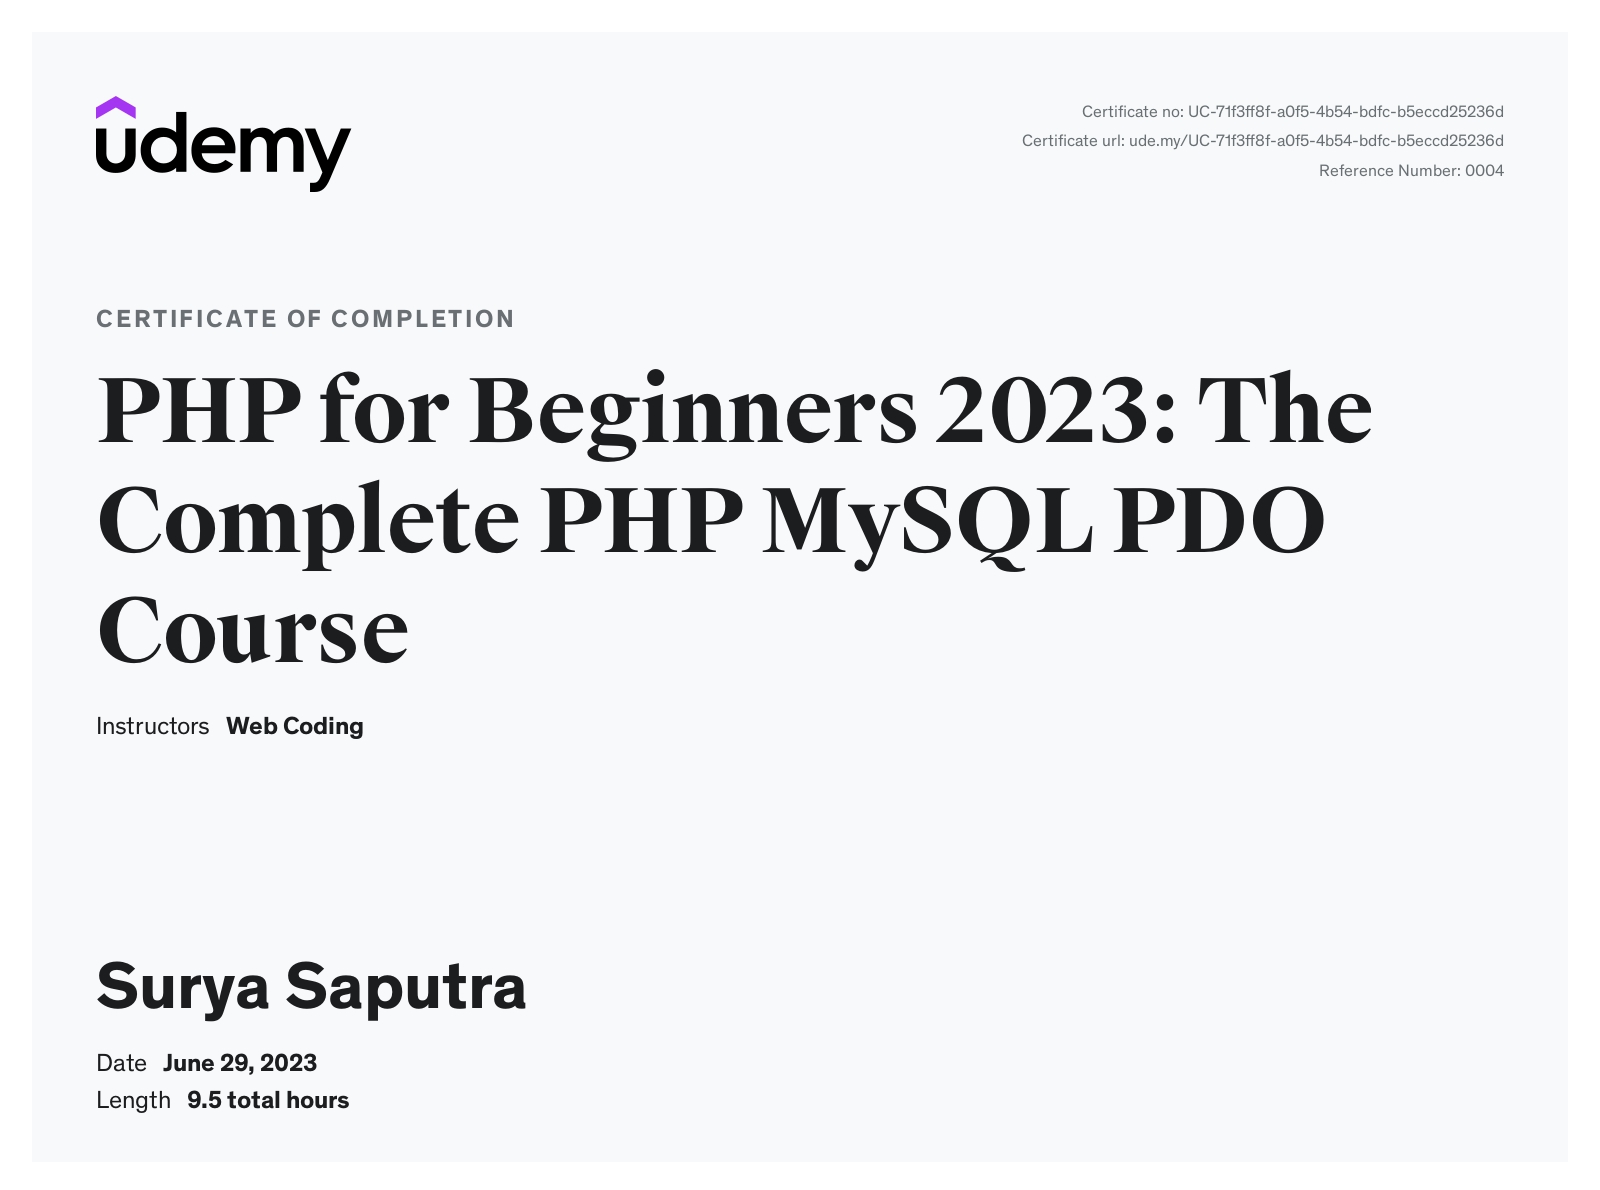 udemy
Certificate no: UC-71f3ff8f-a0f5-4b54-bdfc-b5eccd25236d
Certificate url: ude.my/UC-71f3ff8f-a0f5-4b54-bdfc-b5eccd25236d
Reference Number: 0004
CERTIFICATE OF COMPLETION
PHP for Beginners 2023: The
Complete PHP MySQL PDO
Course
Instructors Web Coding
Surya Saputra
Date June 29, 2023
Length 9.5 total hours